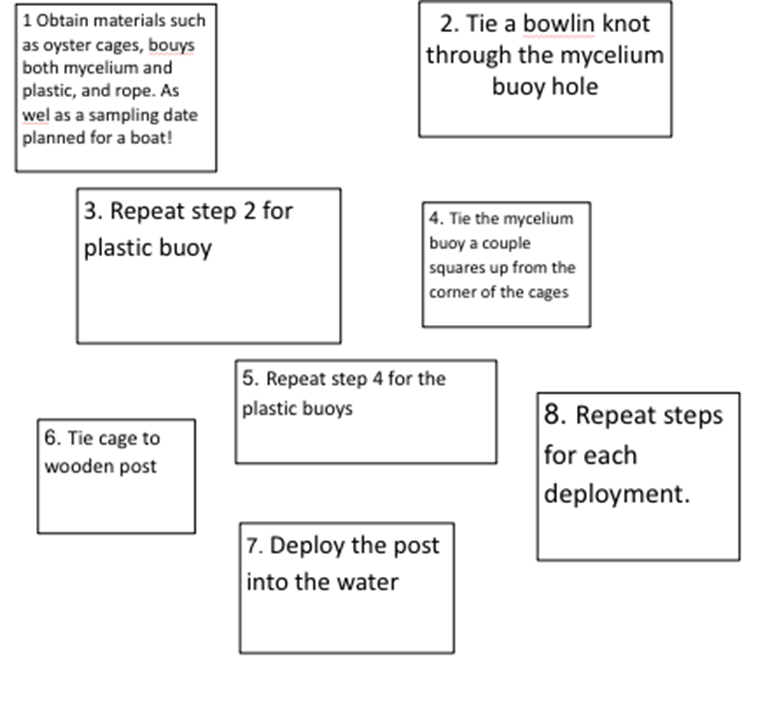 1 Obtain materials such
as oyster cages, bouys
both mycelium and
plastic, and rope. As
wel as a sampling date
planned for a boat!
2. Tie a bowlin knot
through the mycelium
buoy hole
3. Repeat step 2 for
plastic buoy
4. Tie the mycelium
buoy a couple
squares up from the
corner of the cages
5. Repeat step 4 for the
plastic buoys
6. Tie cage to
wooden post
7. Deploy the post
into the water
8. Repeat steps
for each
deployment.